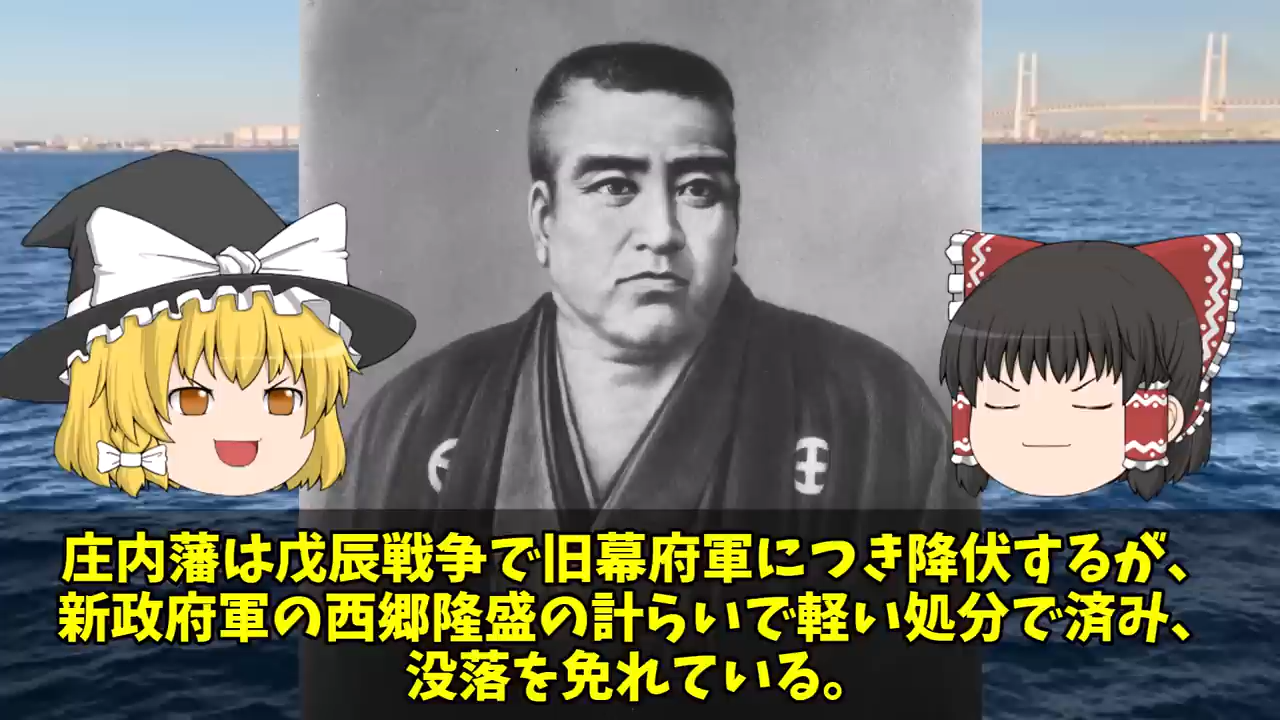 庄内藩は戊辰戦争で旧幕府軍につき降伏するが、
新政府軍の西郷隆盛の計らいで軽い処分で済み、
没落を免れている。